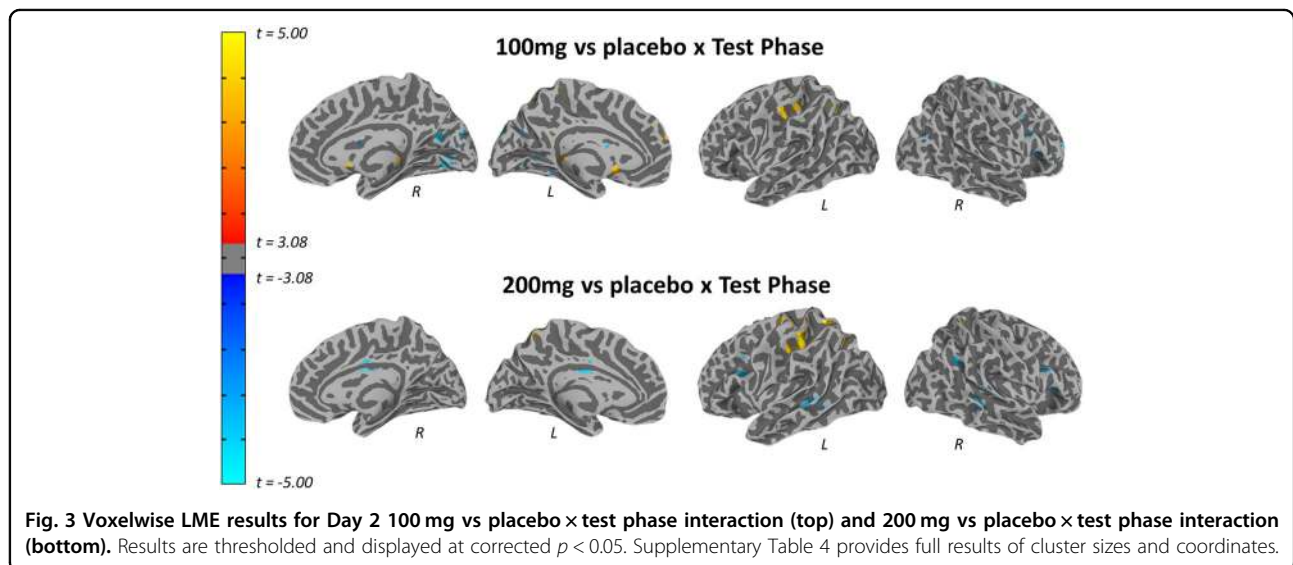 t = 5.00
100mg vs placebo x Test Phase
R
L
L
R
t = 3.08
t = -3.08
200mg vs placebo x Test Phase
R
L
L
R
t = -5.00
Fig. 3 Voxelwise LME results for Day 2 100 mg vs placebo × test phase interaction (top) and 200 mg vs placebo × test phase interaction
(bottom). Results are thresholded and displayed at corrected p < 0.05. Supplementary Table 4 provides full results of cluster sizes and coordinates.